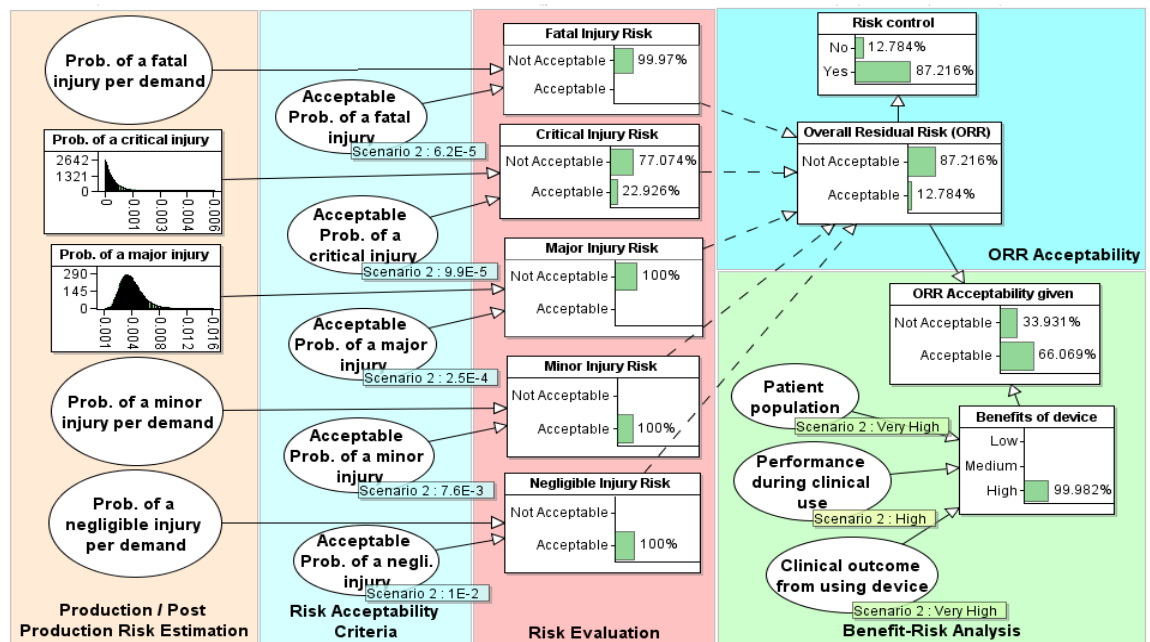 Prob. of a fatal
injury per demand
Prob. of a critical injury
2642
1321
0
0
-0.001
-0.003
-0.004
-0.006
Prob. of a major injury
290
145
0
-0.001
-0.004
-0.008
-0.012
-0.016
Prob. of a minor
injury per demand
Prob. of a
negligible injury
per demand
Production / Post
Production Risk Estimation
Acceptable
Prob. of a fatal
injury
Scenario 2 : 6.2E-5
Acceptable
Prob. of a
critical injury
Scenario 2 : 9.9E-5
Acceptable
Prob. of a major
injury
Scenario 2 : 2.5E-4
Acceptable
Prob. of a minor
injury
Scenario 2 : 7.6E-3
Acceptable
Prob. of a negli.
injury
Scenario 2 : 1E-2
Risk Acceptability
Criteria
Fatal Injury Risk
Not Acceptable 99.97%
Acceptable
Critical Injury Risk
Not Acceptable 77.074%
Acceptable 22.926%
Major Injury Risk
Not Acceptable 100%
Acceptable
Minor Injury Risk
Not Acceptable
Acceptable 100%
Negligible Injury Risk
Not Acceptable
Acceptable 100%
Risk Evaluation
Risk control
No 12.784%
Yes 87.216%
Overall Residual Risk (ORR)
Not Acceptable 87.216%
Acceptable 12.784%
ORR Acceptability
ORR Acceptability given
Not Acceptable 33.931%
Acceptable 66.069%
Patient
population
Scenario 2 : Very High
Benefits of device
Low
Medium
High 99.982%
Performance
during clinical
use
Scenario 2 : High
Clinical outcome
from using device
Scenario 2 : Very High
Benefit-Risk Analysis